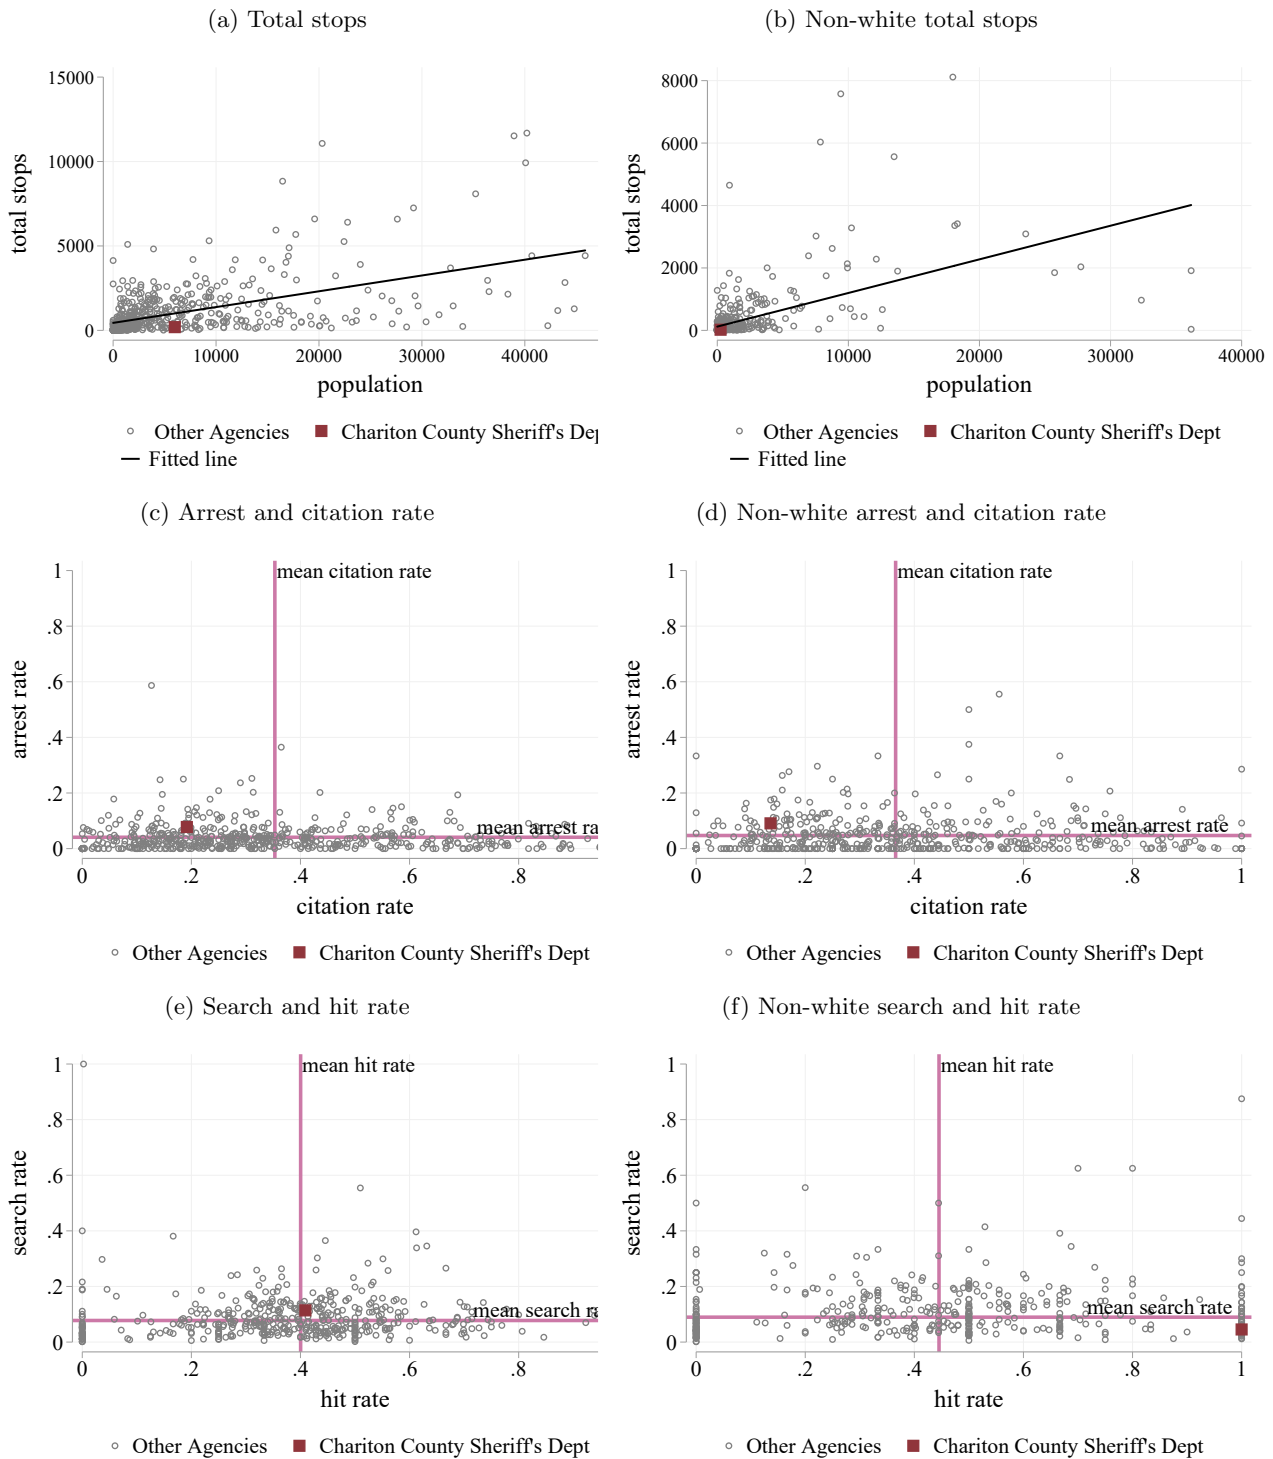 (a) Total stops
(b) Non-white total stops
total stops
15000
10000
5000
0
0 10000 20000 30000 40000
population
Other Agencies Chariton County Sheriff's Dep
Fitted line
total stops
8000
6000
4000
2000
0
0 10000 20000 30000 40000
population
Other Agencies Chariton County Sheriff's Dept
Fitted line
(c) Arrest and citation rate
(d) Non-white arrest and citation rate
arrest rate
1
.8
.6
.4
.2
0
mean citation rate
mean arrest ra
0 .2 .4 .6 .8
citation rate
Other Agencies Chariton County Sheriff's Dept
arrest rate
1
.8
.6
.4
.2
0
mean citation rate
mean arrest rate
0 .2 .4 .6 .8 1
citation rate
Other Agencies Chariton County Sheriff's Dept
(e) Search and hit rate
(f) Non-white search and hit rate
search rate
1
.8
.6
.4
.2
0
mean hit rate
mean search ra
0 .2 .4 .6 .8
hit rate
Other Agencies Chariton County Sheriff's Dept
search rate
1
.8
.6
.4
.2
0
mean hit rate
mean search rate
0 .2 .4 .6 .8 1
hit rate
Other Agencies Chariton County Sheriff's Dept